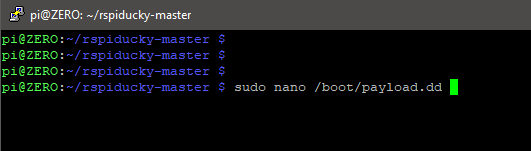 pi@ZERO: ~/rspiducky-master
pi@ZERO:~/rspiducky-master $
pi@ZERO:~/rspiducky-master $
pi@ZERO:~/rspiducky-master $
pi@ZERO:~/rspiducky-master $ sudo nano /boot/payload.dd